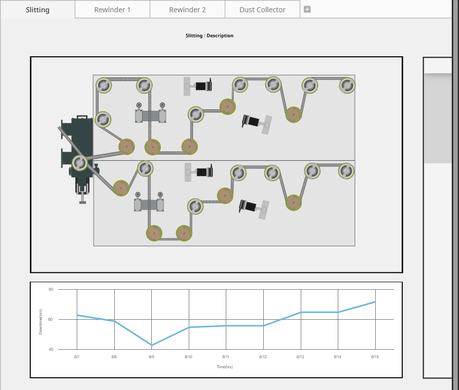 Slitting
Rewinder 1
Rewinder 2
Dust Collector
Slitting : Description
80
60
40
8/7
8/8
8/9
8/10
8/11
8/12
8/13
8/14
8/15
Time(hrs)